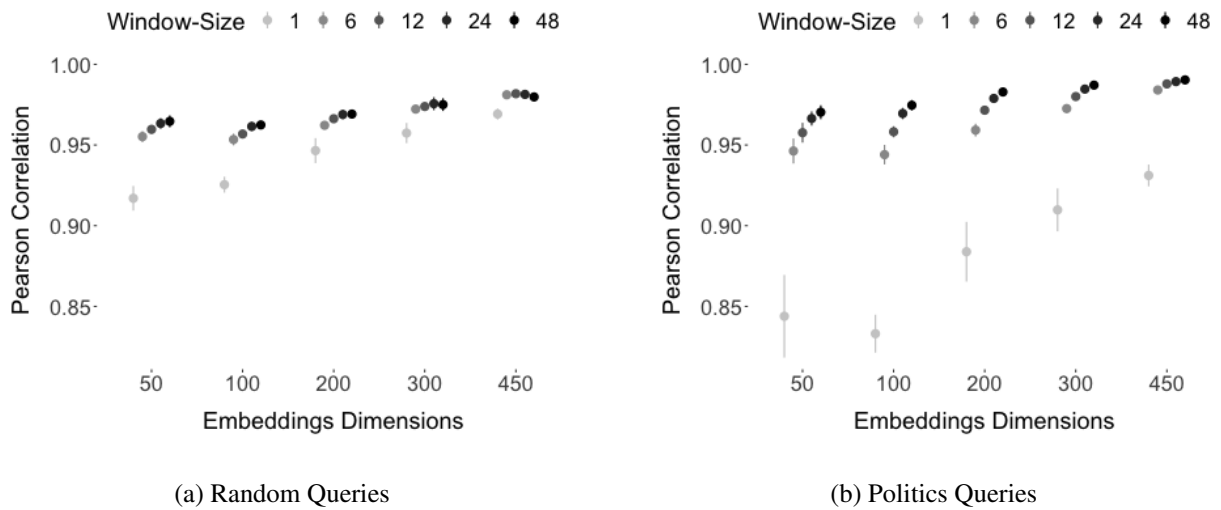 Window-Size 1 6 12 24 48
1.00
0.95
0.90
0.85
Pearson Correlation
50 100 200 300 450
Embeddings Dimensions
(a) Random Queries
Window-Size 1 6 12 24 48
1.00
0.95
0.90
0.85
Pearson Correlation
50 100 200 300 450
Embeddings Dimensions
(b) Politics Queries